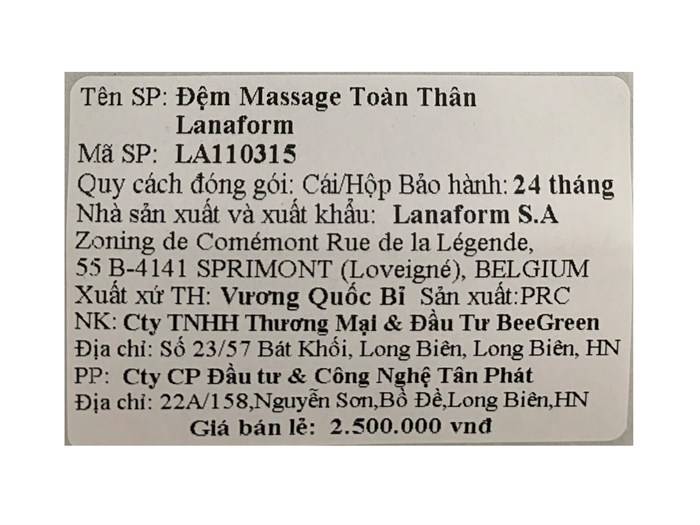 Tên SP: Đệm Massage Toàn Thân
Lanaform
Mã SP: LA110315
Quy cách đóng gói: Cái/Hộp Bảo hành: 24 tháng
Nhà sản xuất và xuất khẩu: Lanaform S.A
Zoning de Comémont Rue de la Légende,
55 B-4141 SPRIMONT (Loveigné), BELGIUM
Xuất xứ TH: Vương Quốc Bỉ Sản xuất:PRC
NK: Cty TNHH Thương Mại & Đầu Tư BeeGreen
Địa chỉ: Số 23/57 Bát Khối, Long Biên, Long Biên, HN
PP: Cty CP Đầu tư & Công Nghệ Tân Phát
Địa chỉ: 22A/158,Nguyễn Sơn,Bồ Đề,Long Biên,HN
Giá bán lẻ: 2.500.000 vnđ